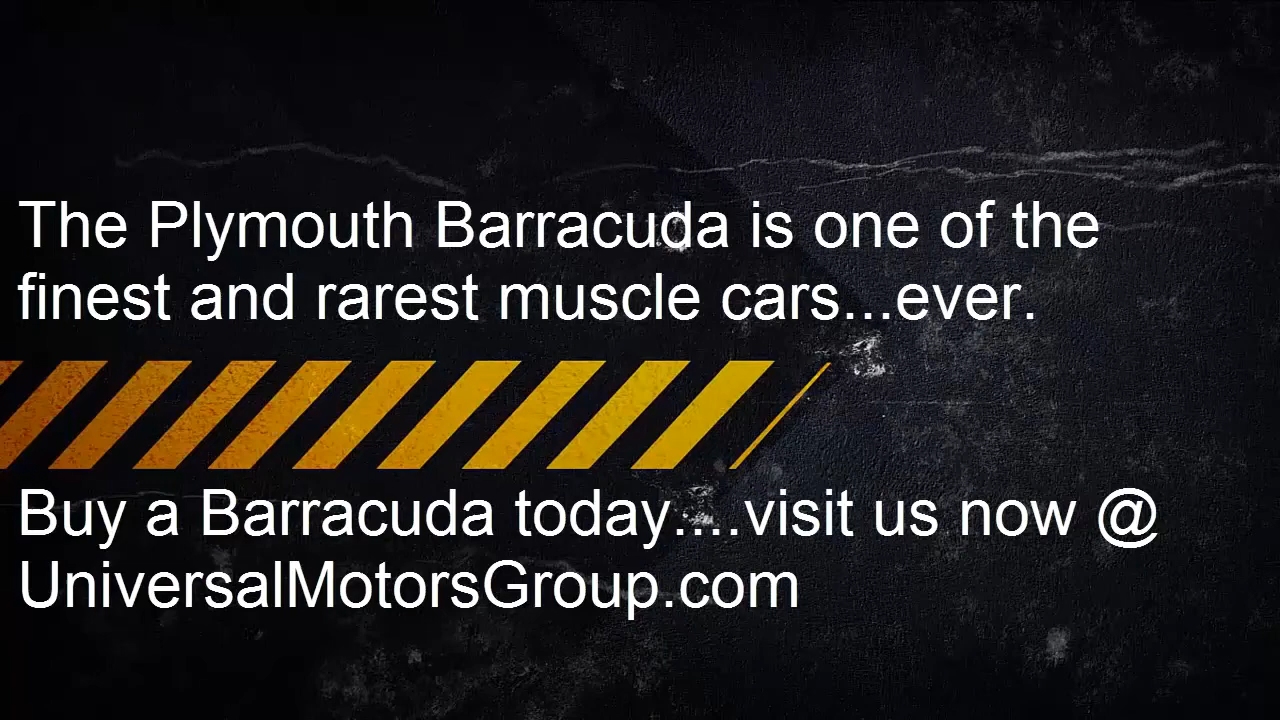 The Plymouth Barracuda is one of the
finest and rarest muscle cars...ever.
Buy a Barracuda today....visit us now @
UniversalMotorsGroup.com